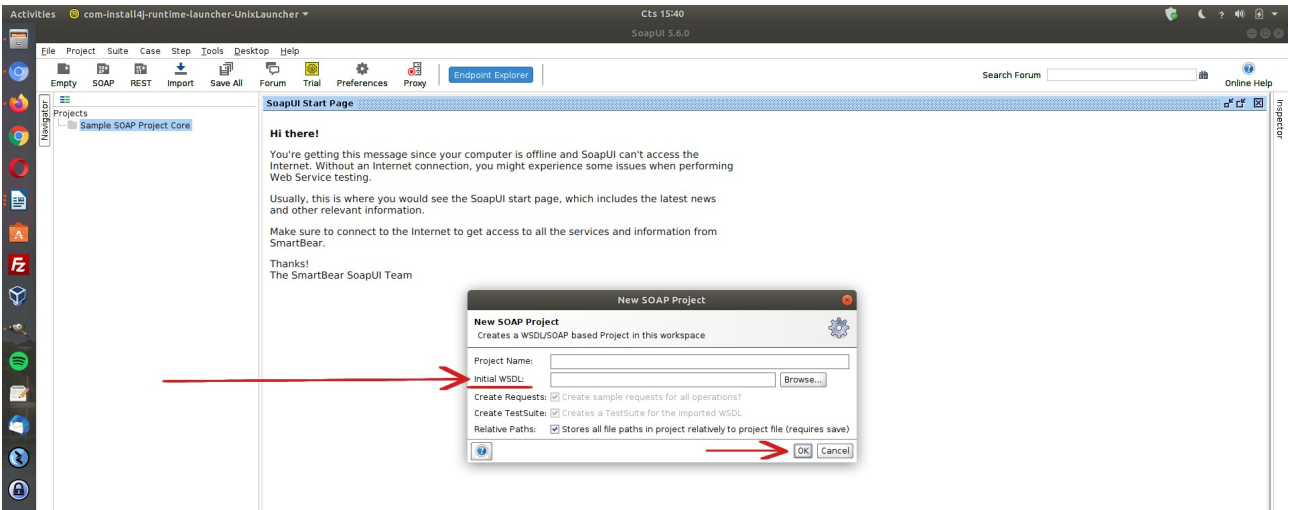 Activities com-install4j-runtime-launcher-UnixLauncher Cts 15:40
SoapUI 5.6.0
File Project Suite Case Step Tools Desktop Help
Empty SOAP REST Import Save All Forum Trial Preferences Proxy Endpoint Explorer Search Forum Online Help
Navigator
Projects
Sample SOAP Project Core
SoapUI Start Page
Inspector
Hi there!
You're getting this message since your computer is offline and SoapUI can't access the
Internet. Without an Internet connection, you might experience some issues when performing
Web Service testing.
Usually, this is where you would see the SoapUI start page, which includes the latest news
and other relevant information.
Make sure to connect to the Internet to get access to all the services and information from
SmartBear.
Thanks!
The SmartBear SoapUI Team
New SOAP Project
New SOAP Project
Creates a WSDL/SOAP based Project in this workspace
Project Name:
Initial WSDL: Browse...
Create Requests: Create sample requests for all operations?
Create TestSuite: Creates a TestSuite for the imported WSDL
Relative Paths: Stores all file paths in project relatively to project file (requires save)
OK Cancel